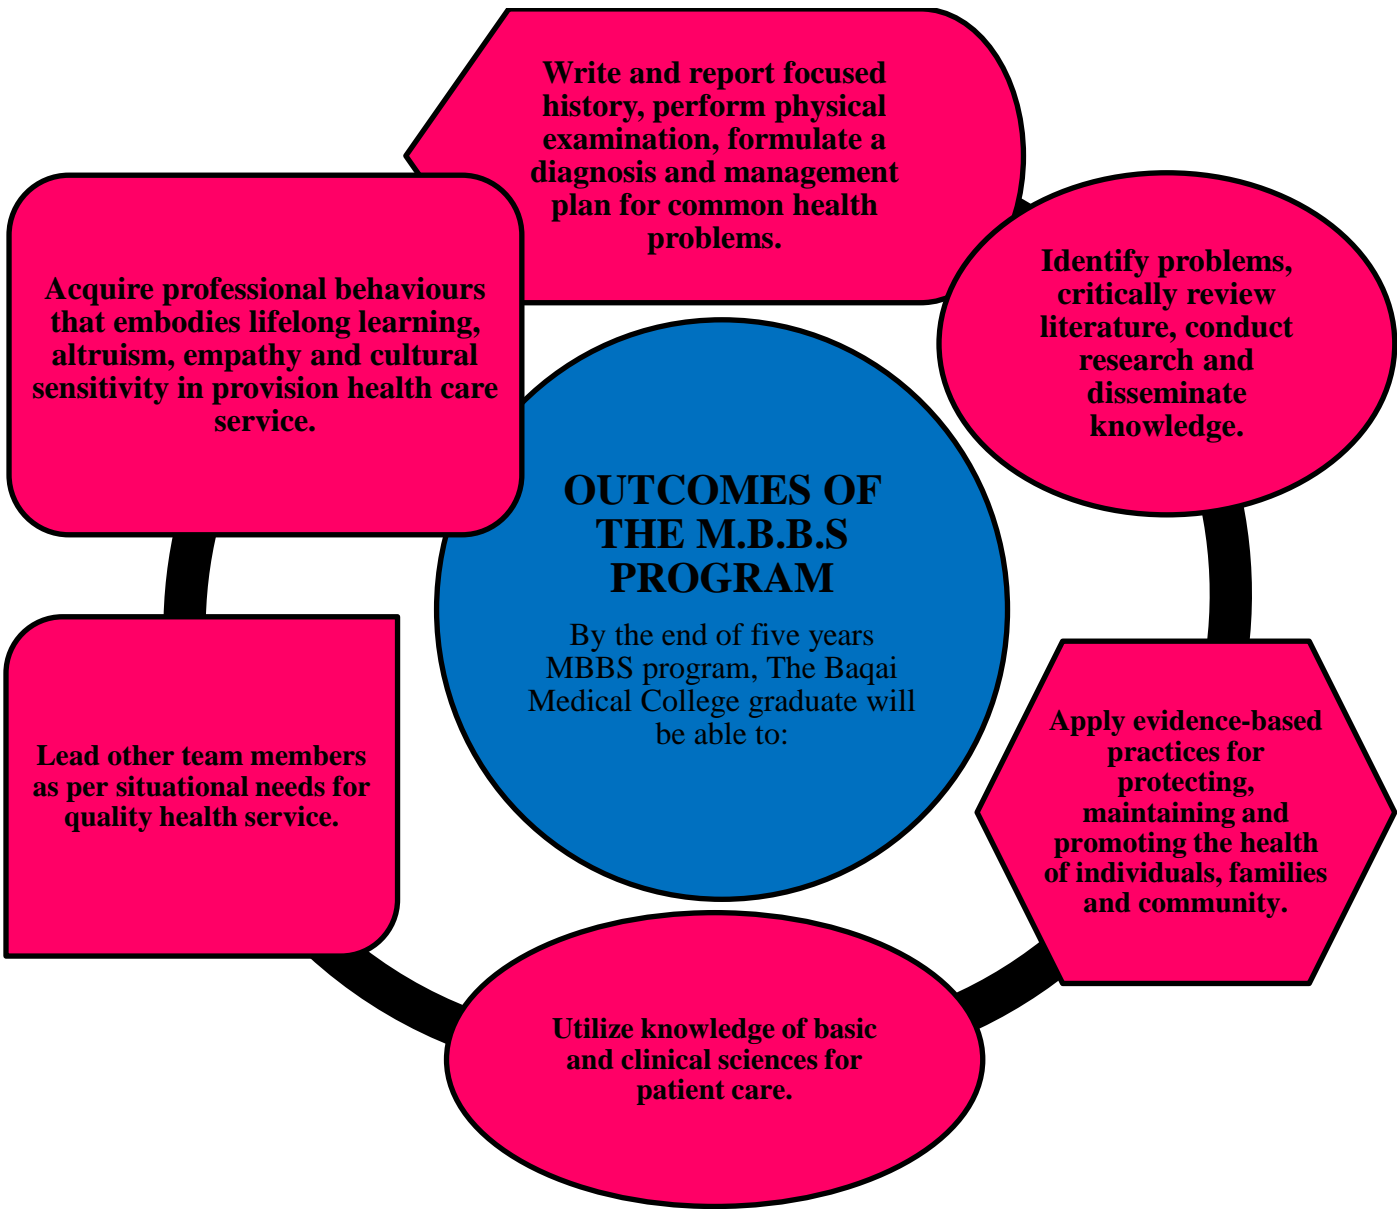 Write and report focused
history, perform physical
examination, formulate a
diagnosis and management
plan for common health
problems.
Identify problems,
critically review
literature, conduct
research and
disseminate
knowledge.
Apply evidence-based
practices for
protecting,
maintaining and
promoting the health
of individuals, families
and community.
Utilize knowledge of basic
and clinical sciences for
patient care.
Lead other team members
as per situational needs for
quality health service.
Acquire professional behaviours
that embodies lifelong learning,
altruism, empathy and cultural
sensitivity in provision health care
service.
OUTCOMES OF
THE M.B.B.S
PROGRAM
By the end of five years
MBBS program, The Baqai
Medical College graduate will
be able to: